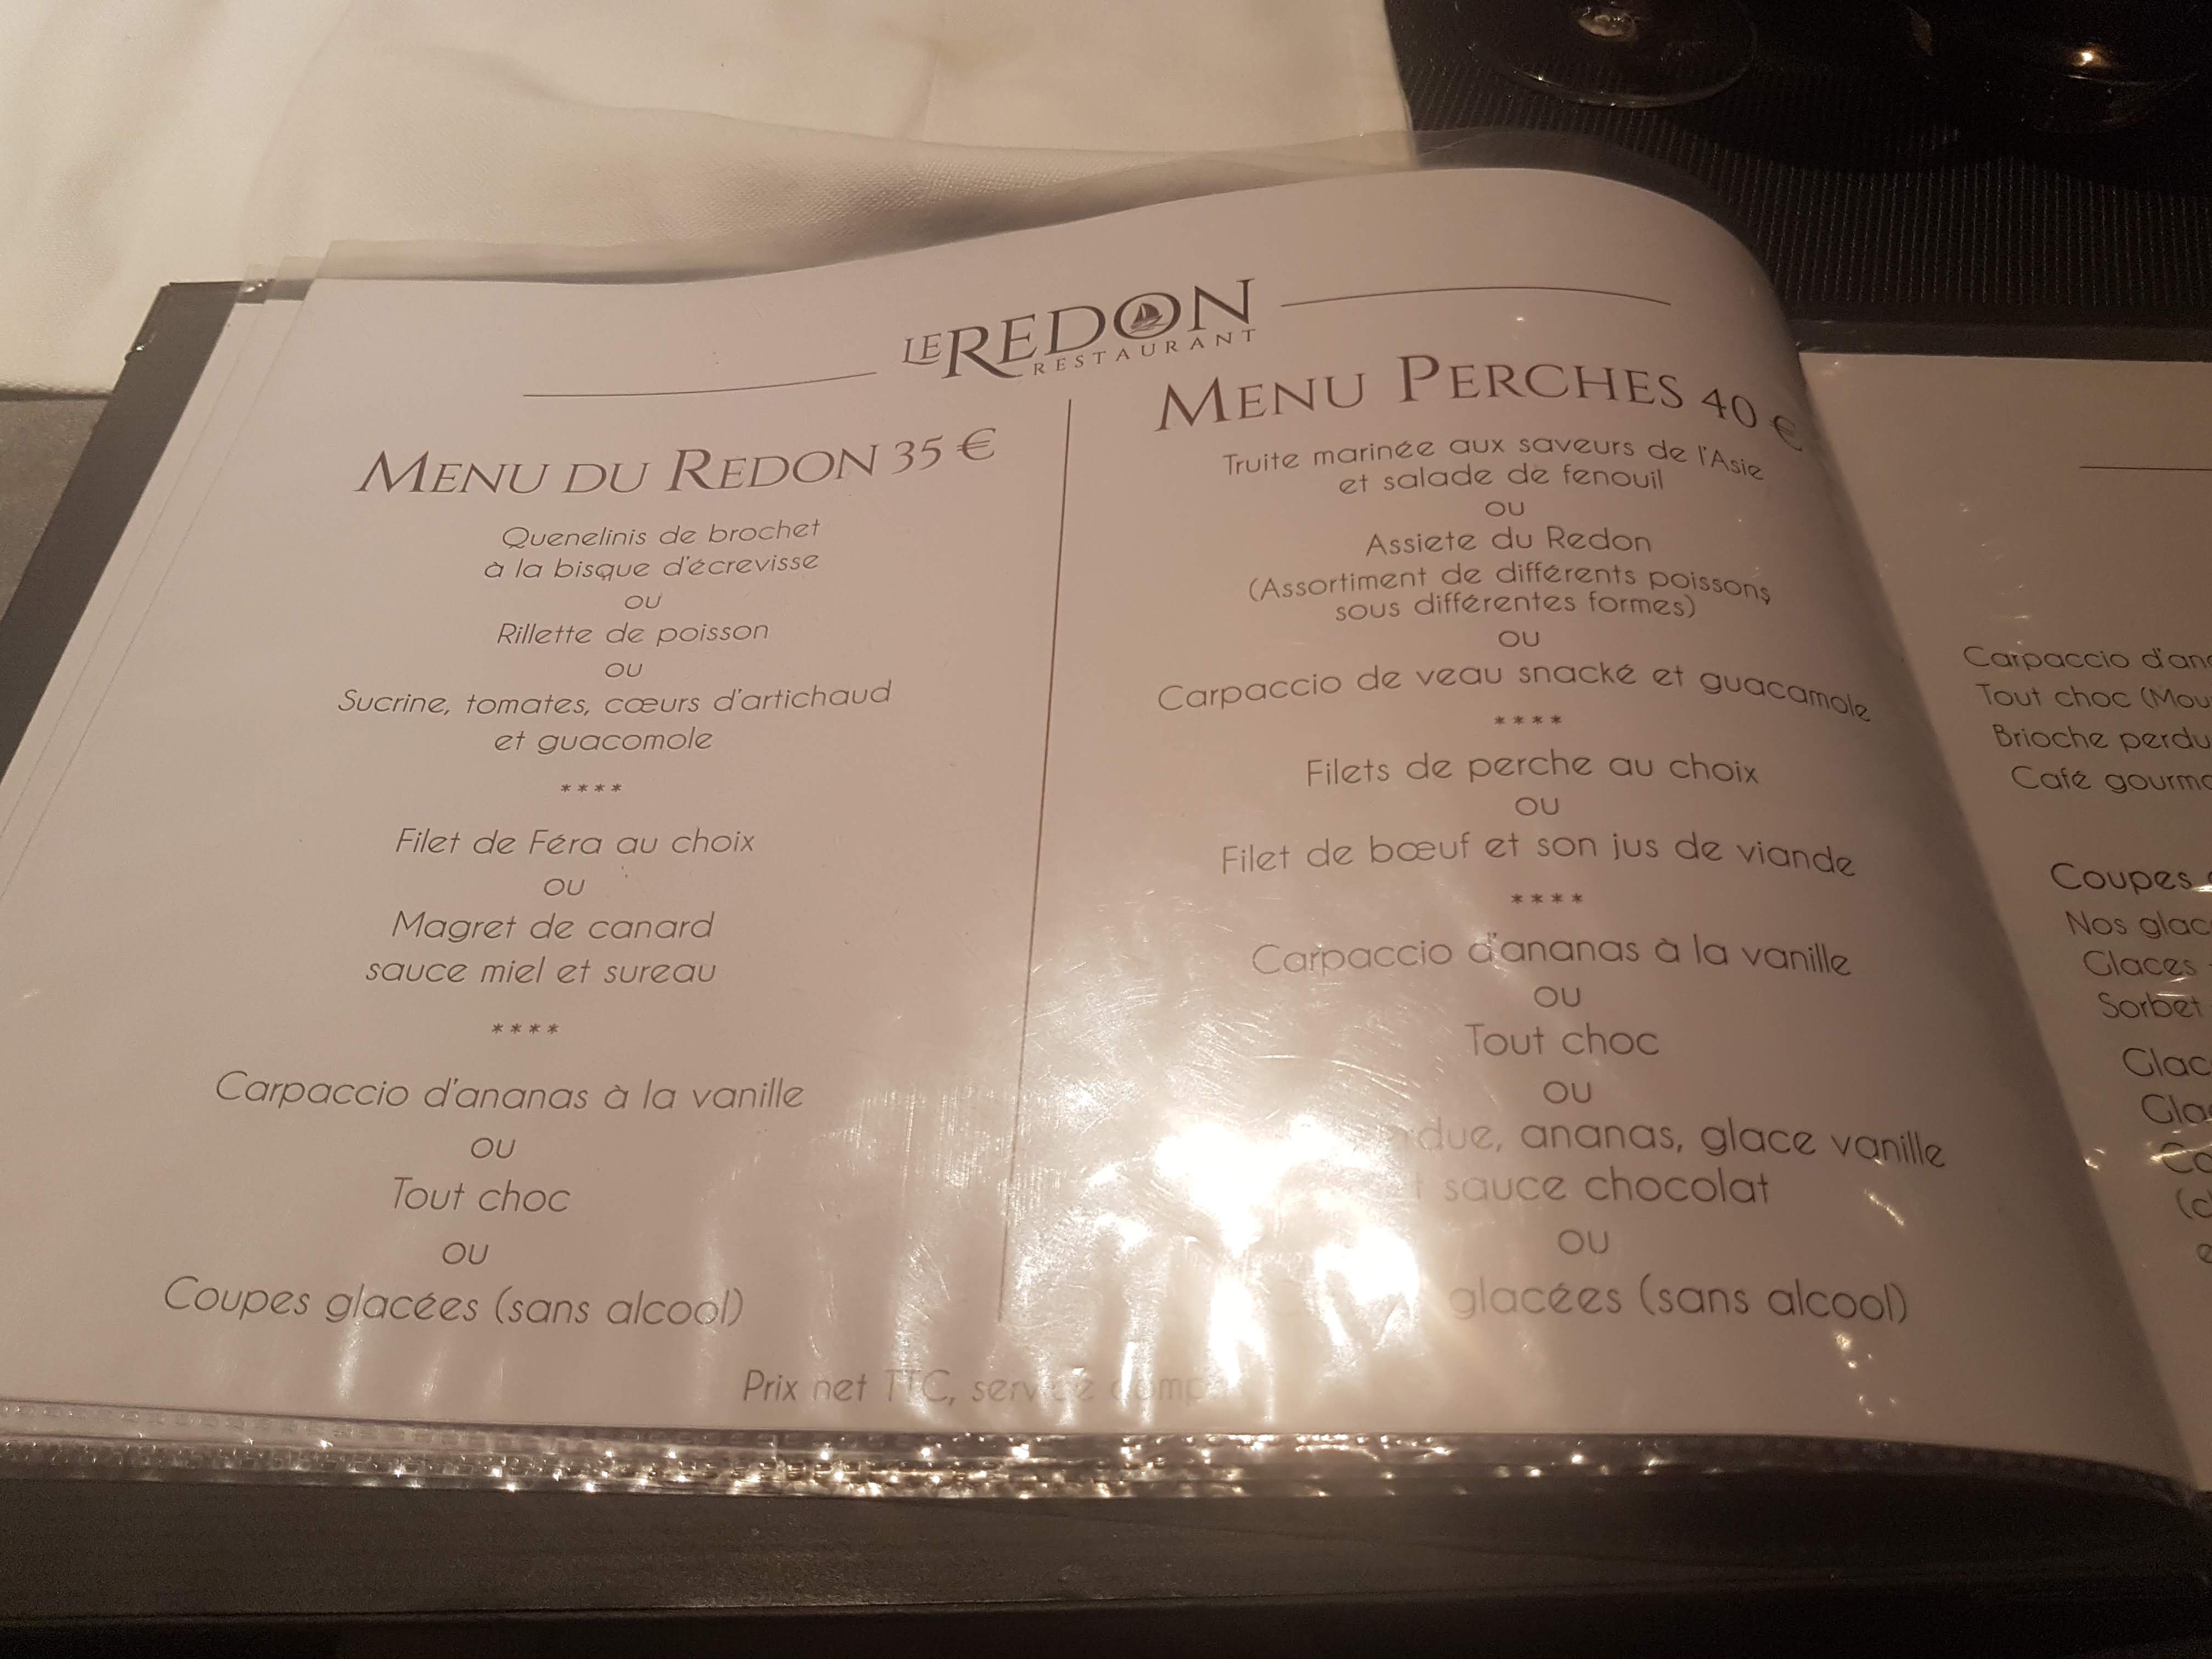 LE REDON
RESTAURANT
MENU DU REDON 35 €
Quenelinis de brochet
à la bisque d'écrevisse
OU
Rillette de poisson
OU
Sucrine, tomates, cœurs d'artichaud
et guacomole
****
Filet de Féra au choix
OU
Magret de canard
sauce miel et sureau
****
Carpaccio d'ananas à la vanille
OU
Tout choc
OU
Coupes glacées (sans alcool)
MENU PERCHES 40 €
Truite marinée aux saveurs de l'Asie
et salade de fenouil
OU
Assiete du Redon
(Assortiment de différents poissons
sous différentes formes)
OU
Carpaccio de veau snacké et guacamole
****
Filets de perche au choix
OU
Filet de bœuf et son jus de viande
****
Carpaccio d'ananas à la vanille
OU
Tout choc
OU
ananas, glace vanille
sauce chocolat
OU
glacées (sans alcool)
Prix net TTC, service
Carpaccio
Tout choc
Brioche
Café
Coupes
Nos
Glaces
Sorbet